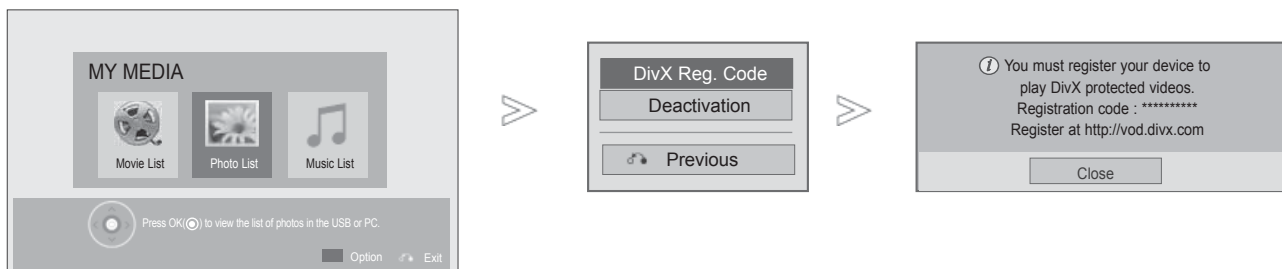 MY MEDIA
Movie List
Photo List
Music List
Press OK(◉) to view the list of photos in the USB or PC.
Option
Exit
DivX Reg. Code
Deactivation
Previous
i You must register your device to
play DivX protected videos.
Registration code : **********
Register at http://vod.divx.com
Close